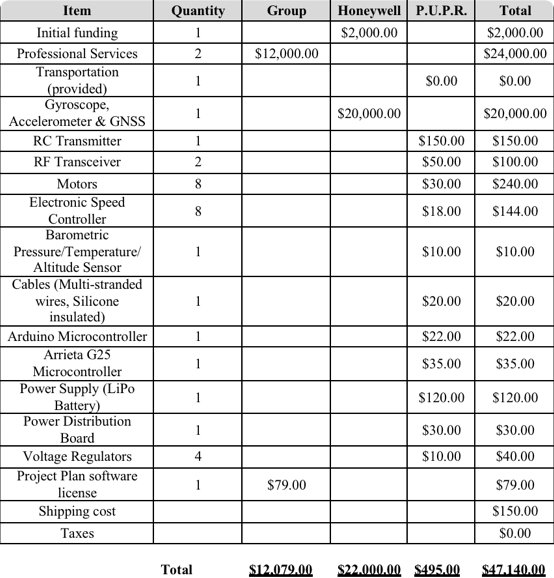 Item Quantity Group Honeywell P.U.P.R. Total
Initial funding 1 $2,000.00 $2,000.00
Professional Services 2 $12,000.00 $24,000.00
Transportation
(provided) 1 $0.00 $0.00
Gyroscope,
Accelerometer & GNSS 1 $20,000.00 $20,000.00
RC Transmitter 1 $150.00 $150.00
RF Transceiver 2 $50.00 $100.00
Motors 8 $30.00 $240.00
Electronic Speed
Controller 8 $18.00 $144.00
Barometric
Pressure/Temperature/ 1 $10.00 $10.00
Altitude Sensor
Cables (Multi-stranded
wires, Silicone 1 $20.00 $20.00
insulated)
Arduino Microcontroller 1 $22.00 $22.00
Arrieta G25
Microcontroller 1 $35.00 $35.00
Power Supply (LiPo
Battery) 1 $120.00 $120.00
Power Distribution
Board 1 $30.00 $30.00
Voltage Regulators 4 $10.00 $40.00
Project Plan software
license 1 $79.00 $79.00
Shipping cost $150.00
Taxes $0.00
Total $12,079.00 $22,000.00 $495.00 $47,140.00